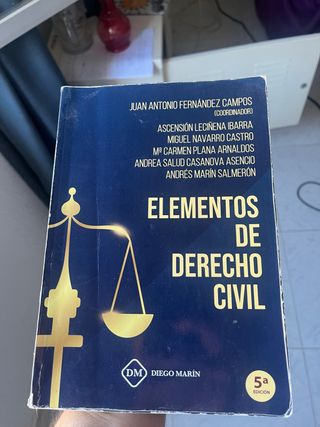 JUAN ANTONIO FERNÁNDEZ CAMPOS
(COORDINADOR)
ASCENSIÓN LECIÑENA IBARRA
MIGUEL NAVARRO CASTRO
Mª CARMEN PLANA ARNALDOS
ANDREA SALUD CASANOVA ASENCIO
ANDRÉS MARÍN SALMERÓN
ELEMENTOS
DE
DERECHO
CIVIL
DM
DIEGO MARÍN
5ª
EDICIÓN